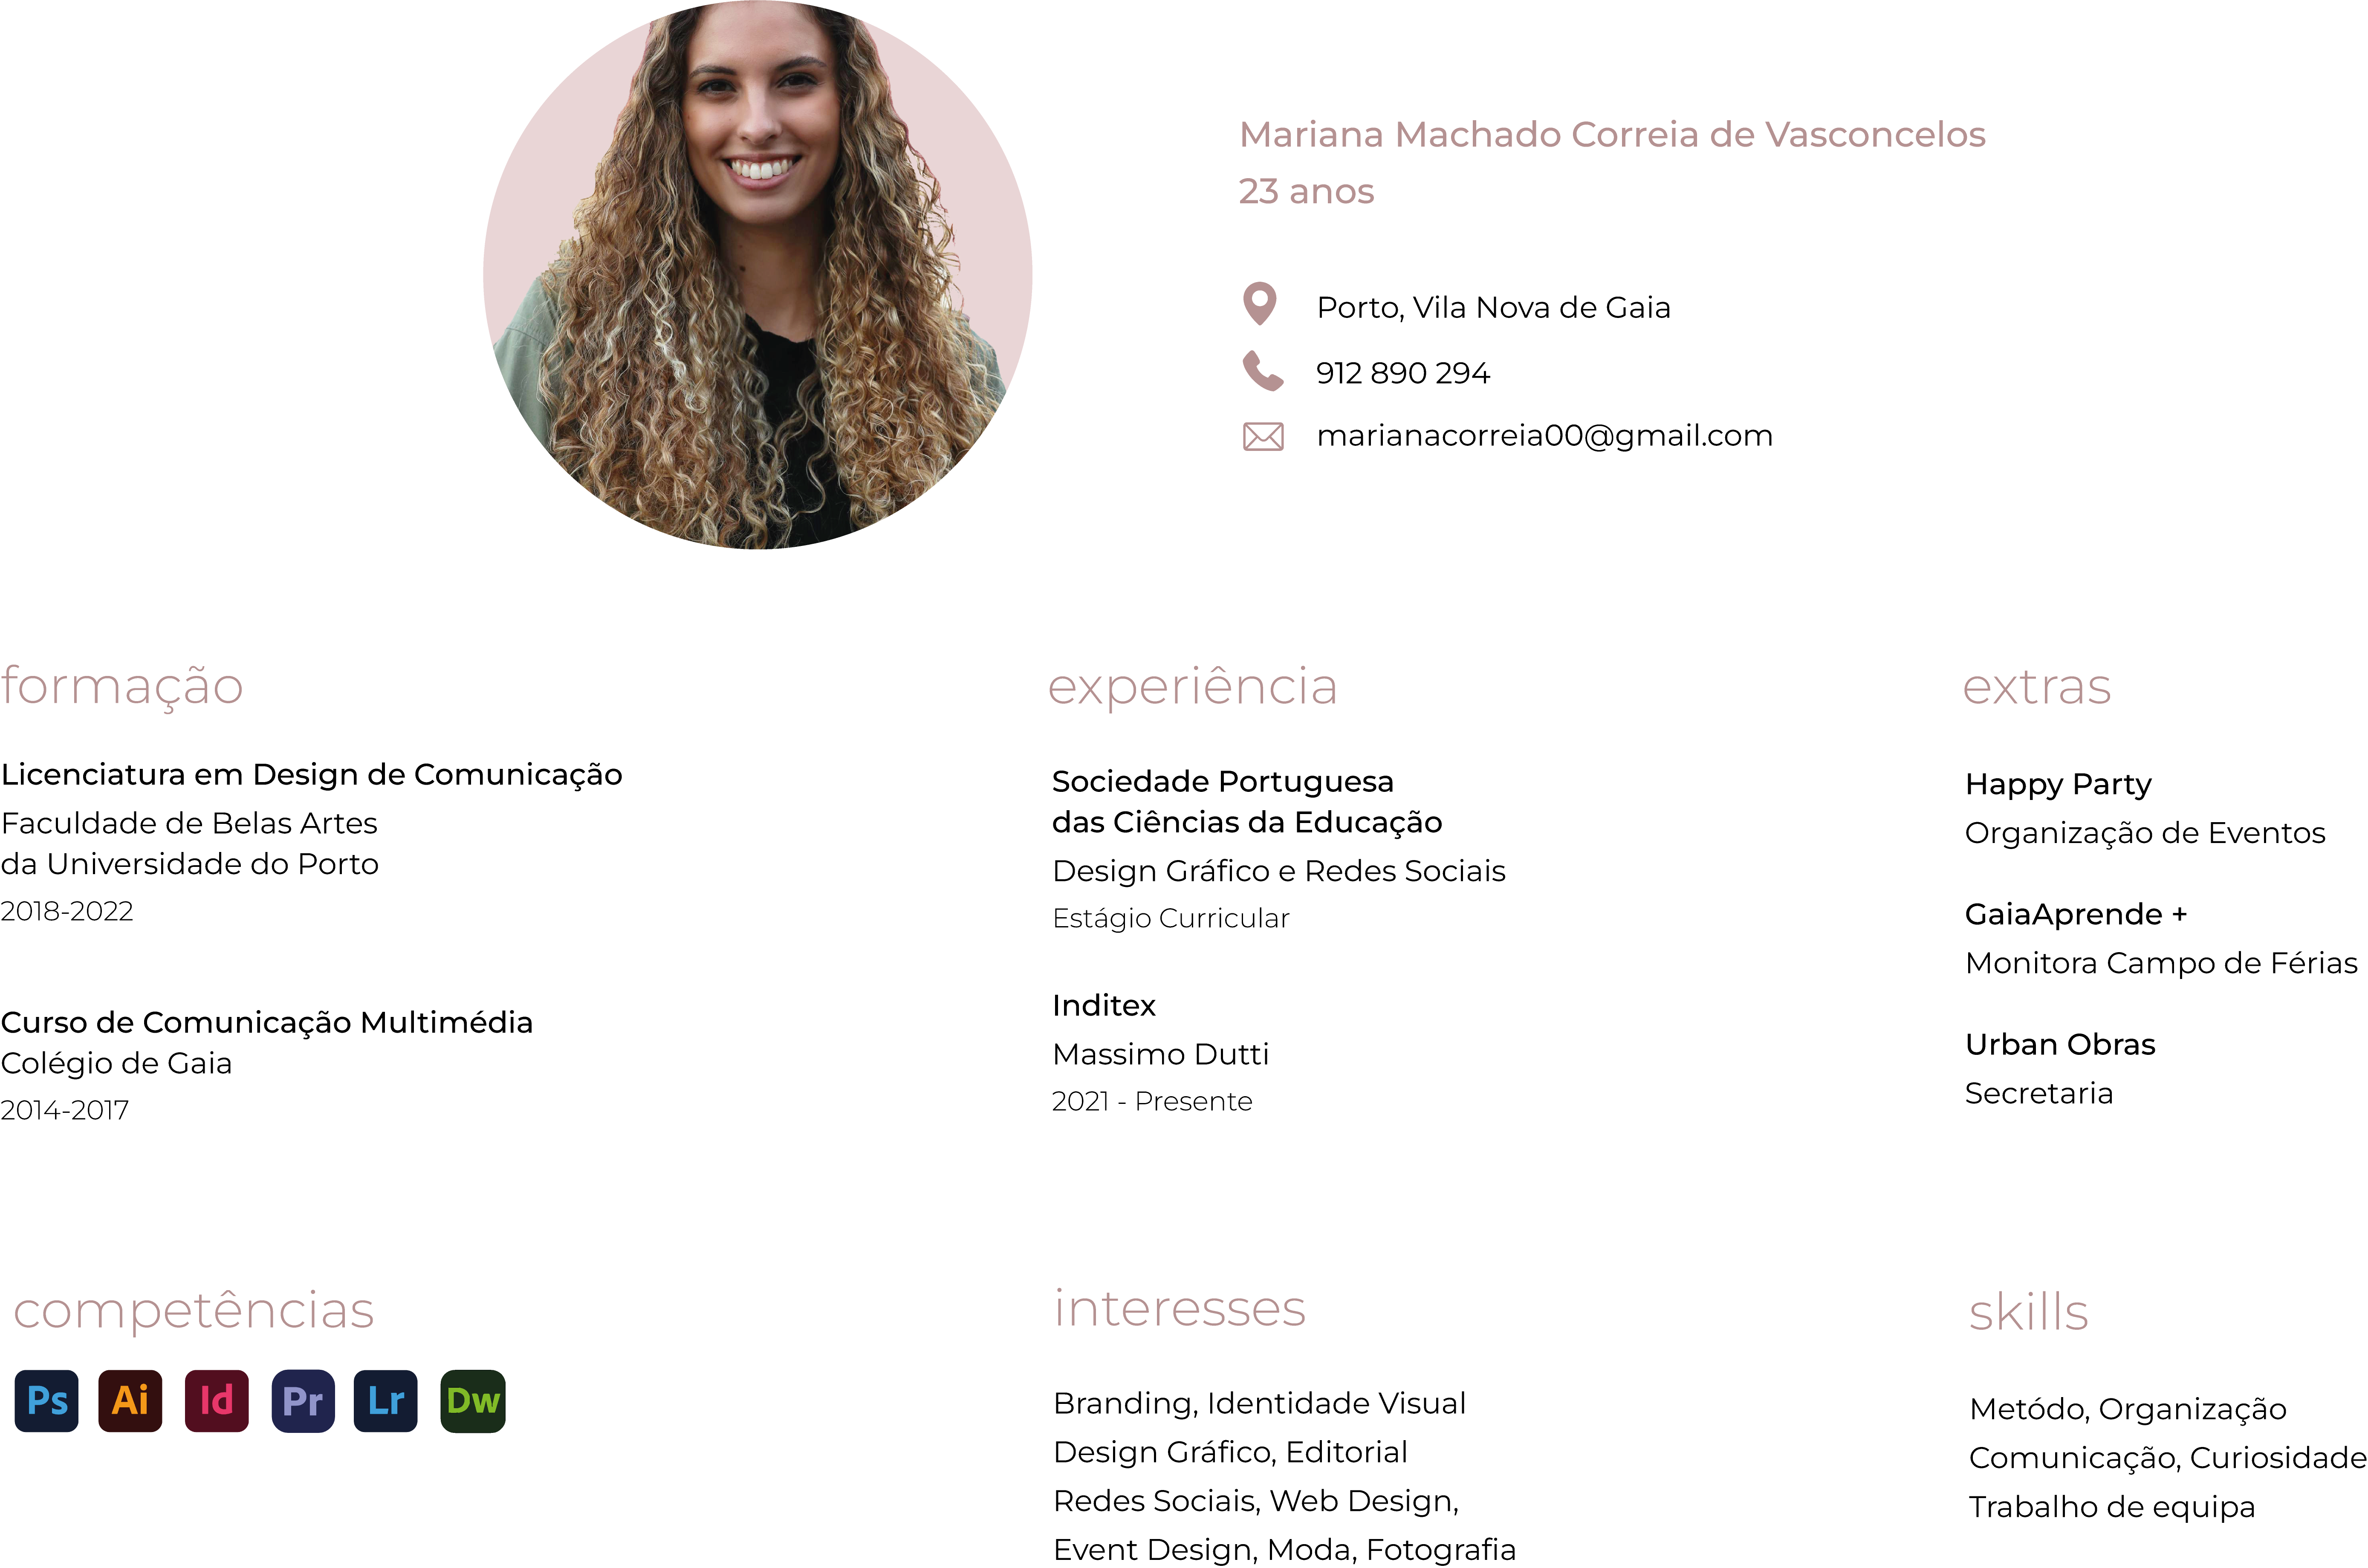 Mariana Machado Correia de Vasconcelos
23 anos
Porto, Vila Nova de Gaia
912 890 294
marianacorreia00@gmail.com
formação
Licenciatura em Design de Comunicação
Faculdade de Belas Artes
da Universidade do Porto
2018-2022
Curso de Comunicação Multimédia
Colégio de Gaia
2014-2017
experiência
Sociedade Portuguesa
das Ciências da Educação
Design Gráfico e Redes Sociais
Estágio Curricular
Inditex
Massimo Dutti
2021 - Presente
extras
Happy Party
Organização de Eventos
GaiaAprende +
Monitora Campo de Férias
Urban Obras
Secretaria
competências
Ps Ai Id Pr Lr Dw
interesses
Branding, Identidade Visual
Design Gráfico, Editorial
Redes Sociais, Web Design,
Event Design, Moda, Fotografia
skills
Metódo, Organização
Comunicação, Curiosidade
Trabalho de equipa